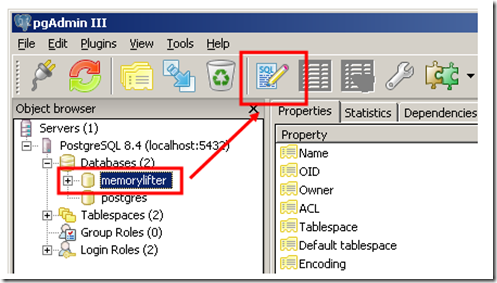 pgAdmin III
File Edit Plugins View Tools Help
SQL
Object browser
Properties Statistics Dependencies
Servers (1)
PostgreSQL 8.4 (localhost:5432)
Databases (2)
memorylifter
postgres
Tablespaces (2)
Group Roles (0)
Login Roles (2)
Property
Name
OID
Owner
ACL
Tablespace
Default tablespace
Encoding